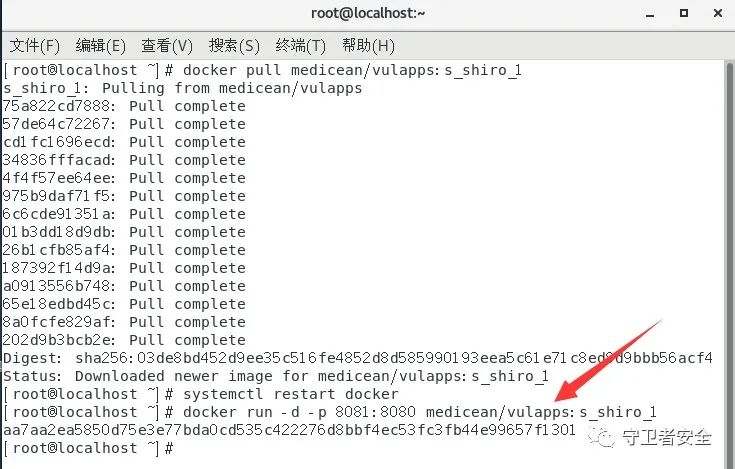 root@localhost:~
文件(F) 编辑(E) 查看(V) 搜索(S) 终端(T) 帮助(H)
[root@localhost ~]# docker pull medicean/vulapps:s_shiro_1
s_shiro_1: Pulling from medicean/vulapps
75a822cd7888: Pull complete
57de64c72267: Pull complete
cd1fc1696ecd: Pull complete
34836fffacad: Pull complete
4f4f57ee64ee: Pull complete
975b9daf71f5: Pull complete
6c6cde91351a: Pull complete
01b3dd18d9db: Pull complete
26b1cfb85af4: Pull complete
187392f14d9a: Pull complete
a0913556b748: Pull complete
65e18edbd45c: Pull complete
8a0fcfe829af: Pull complete
202d9b3bcb2e: Pull complete
Digest: sha256:03de8bd452d9ee35c516fe4852d8d585990193eea5c61e71c8ed8d9bbb56acf4
Status: Downloaded newer image for medicean/vulapps:s_shiro_1
[root@localhost ~]# systemctl restart docker
[root@localhost ~]# docker run -d -p 8081:8080 medicean/vulapps:s_shiro_1
aa7aa2ea5850d75e3e77bda0cd535c422276d8bbf4ec53fc3fb44e99657f1301
[root@localhost ~]#
守卫者安全